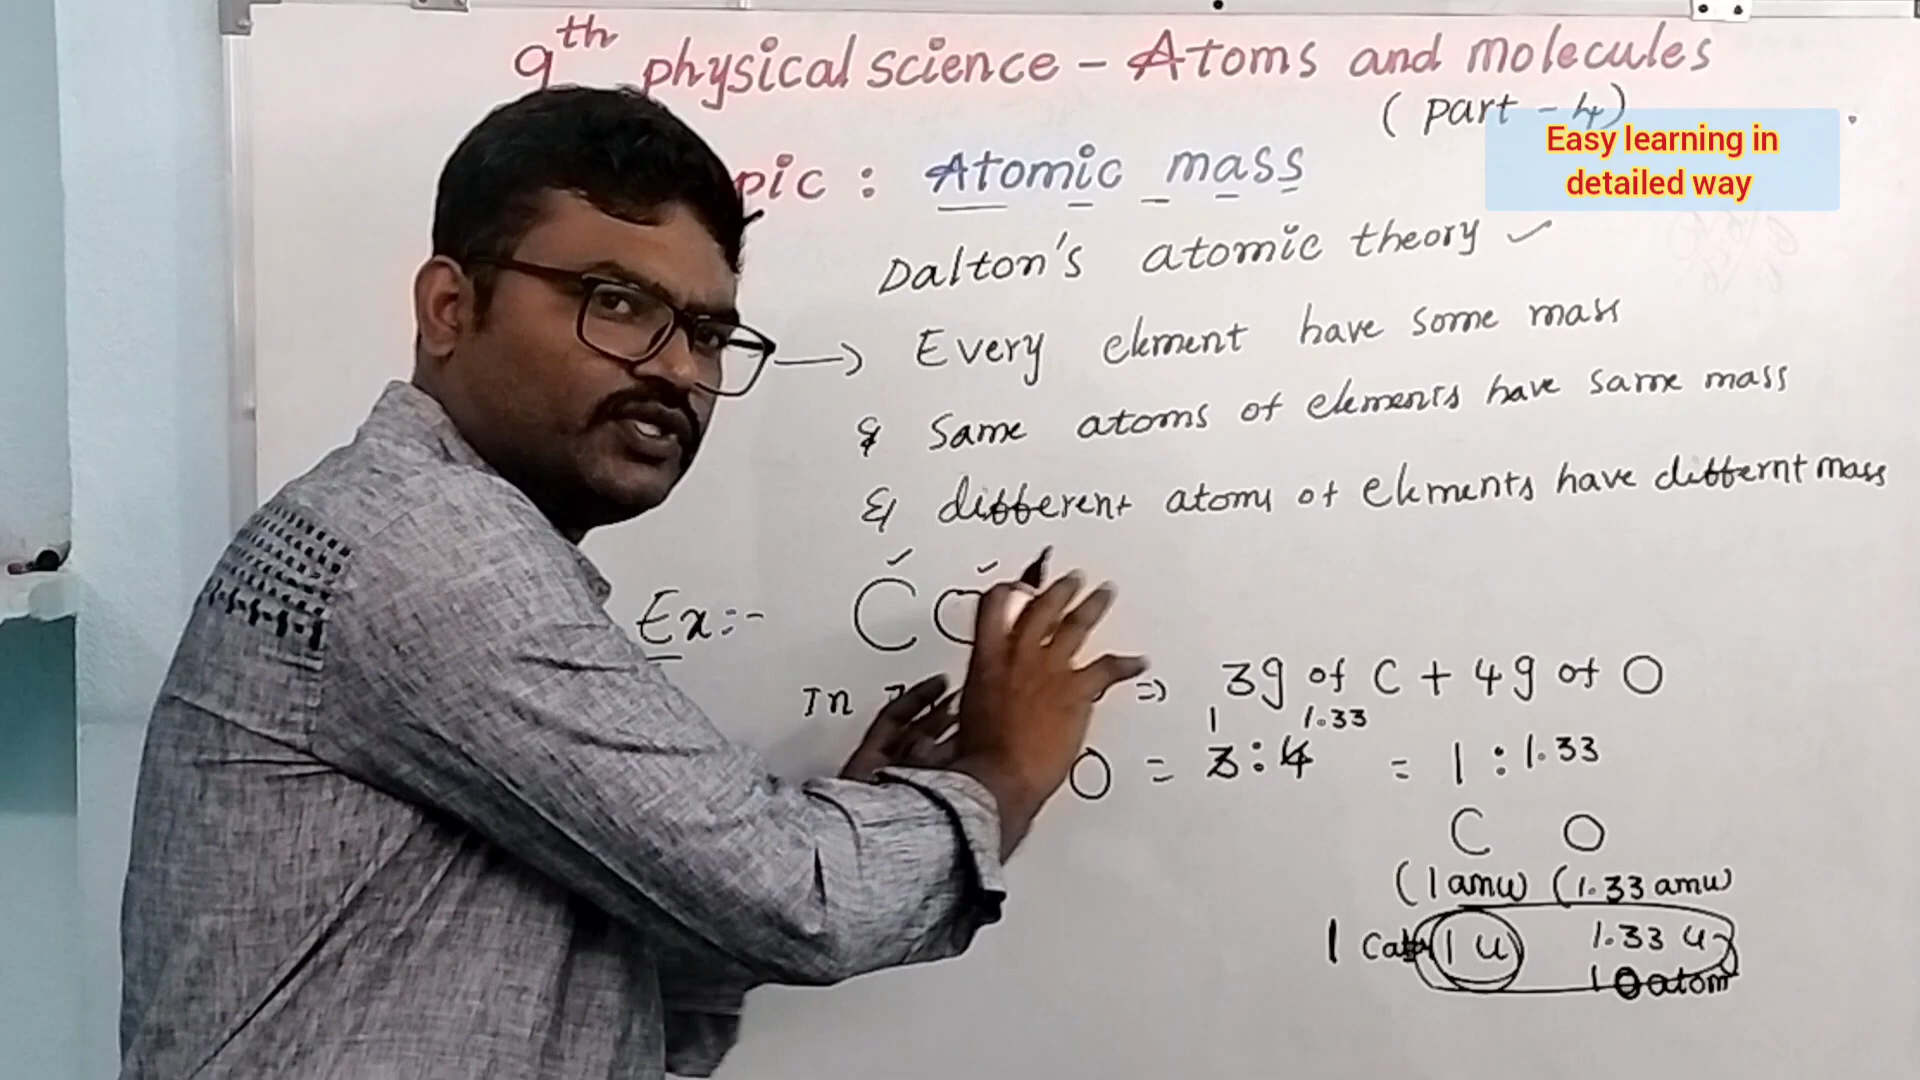 9th physical science - Atoms and molecules
(part - 4)
Easy learning in
detailed way
pic : Atomic mass
Dalton's atomic theory ✓
→ Every element have some mass
& Same atoms of elements have same mass
& different atoms of elements have differnt mass
Ex:- C
In => 3g of C + 4g of O
1 1.33
O = 3:4 = 1 : 1.33
C O
(1amu) (1.33 amu)
1 1 u 1.33 u
1 O atom